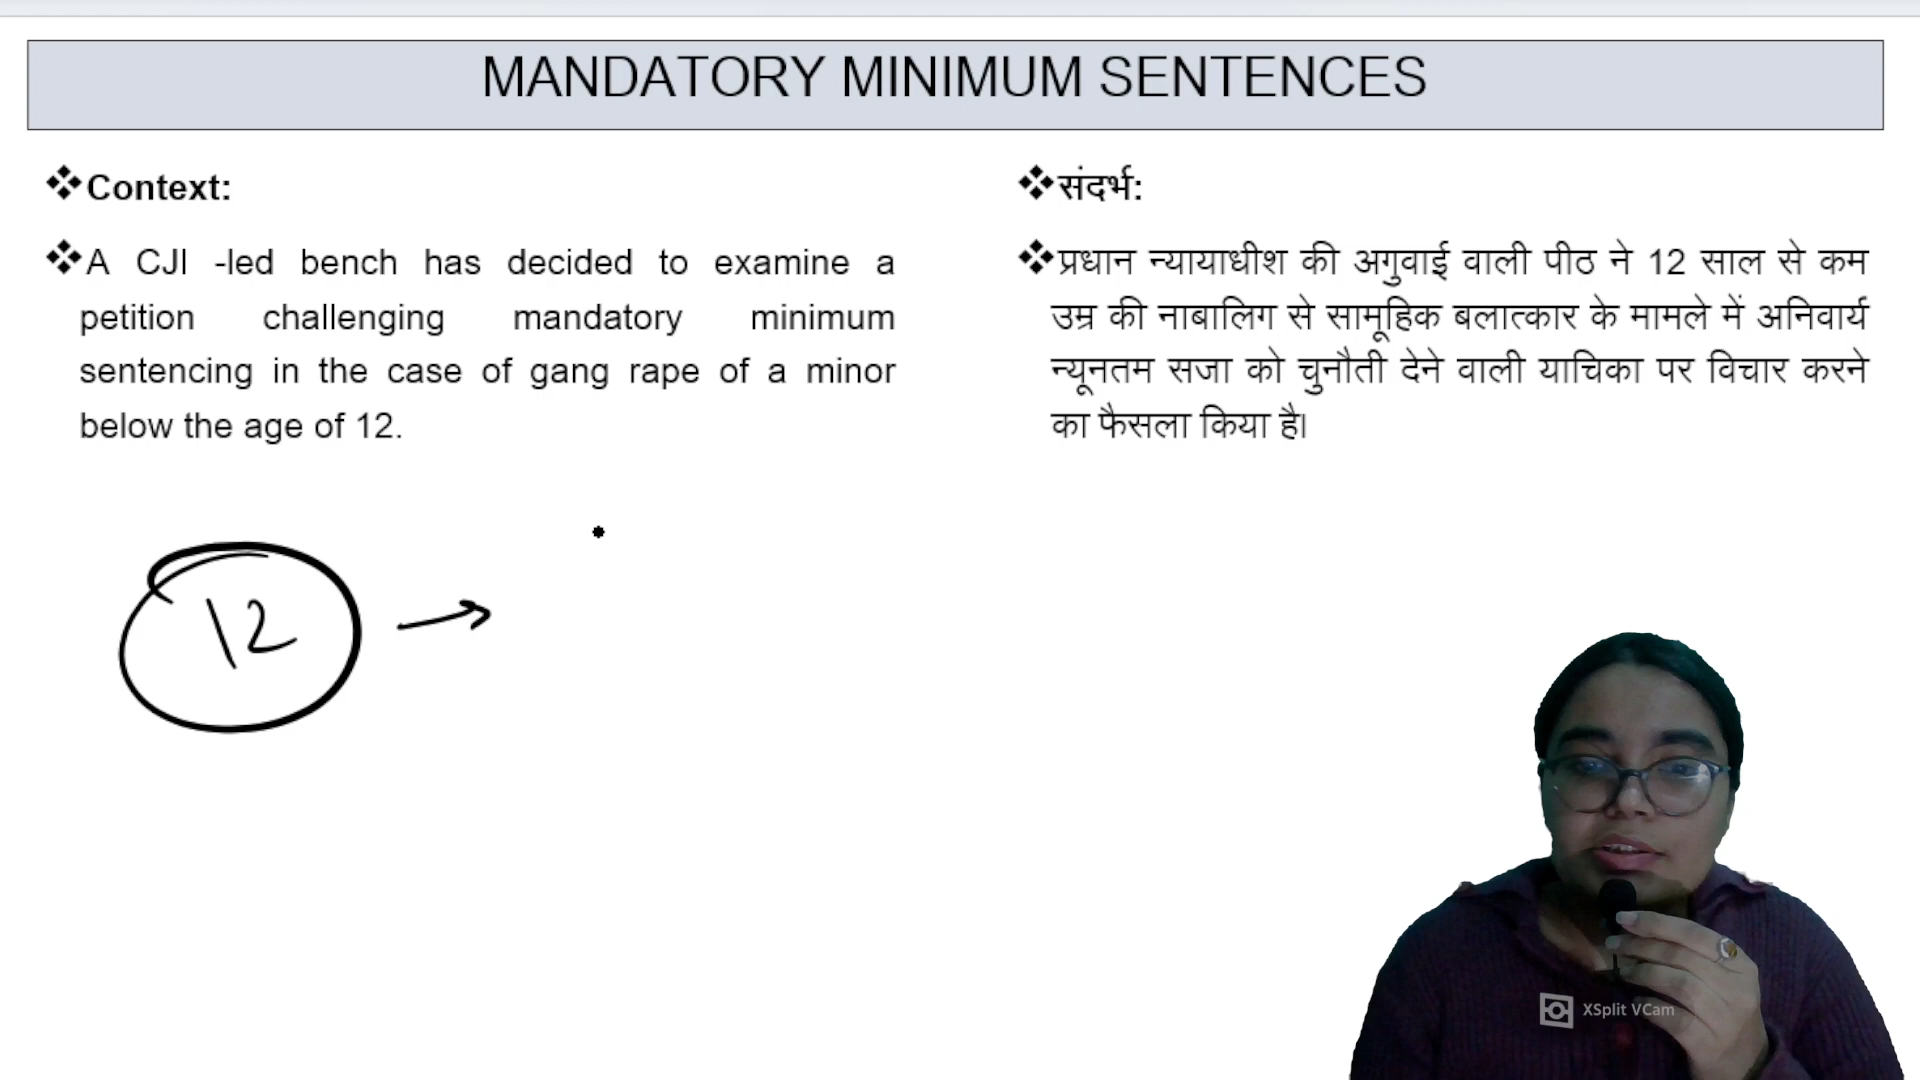 MANDATORY MINIMUM SENTENCES
❖Context:
❖A CJI -led bench has decided to examine a
petition challenging mandatory minimum
sentencing in the case of gang rape of a minor
below the age of 12.
❖संदर्भ:
❖प्रधान न्यायाधीश की अगुवाई वाली पीठ ने 12 साल से कम
उम्र की नाबालिग से सामूहिक बलात्कार के मामले में अनिवार्य
न्यूनतम सजा को चुनौती देने वाली याचिका पर विचार करने
का फैसला किया है।
12 →
XSplit VCam